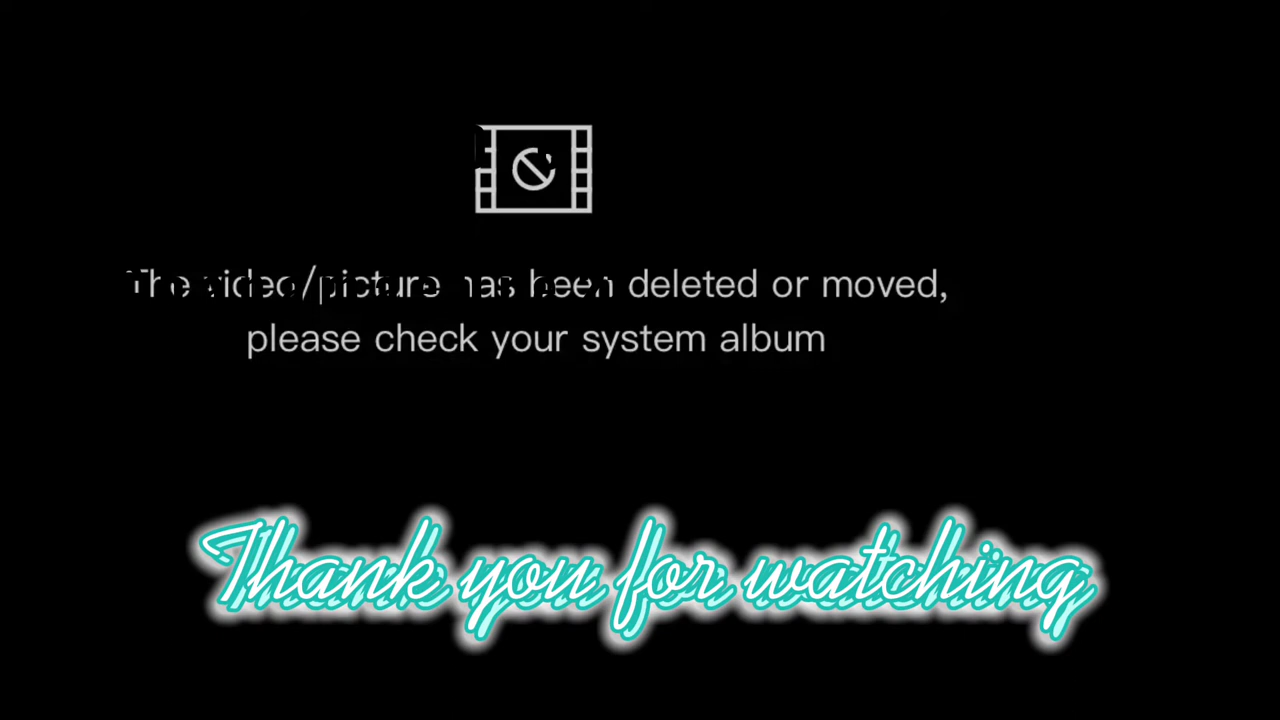 The video/picture has been deleted or moved,
please check your system album
Thank you for watching